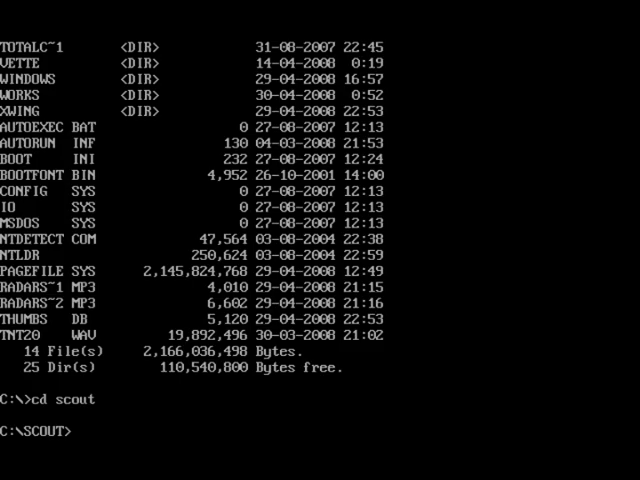 TOTALC~1 <DIR> 31-08-2007 22:45
VETTE <DIR> 14-04-2008 0:19
WINDOWS <DIR> 29-04-2008 16:57
WORKS <DIR> 30-04-2008 0:52
XWING <DIR> 29-04-2008 22:53
AUTOEXEC BAT 0 27-08-2007 12:13
AUTORUN INF 130 04-03-2008 21:53
BOOT INI 232 27-08-2007 12:24
BOOTFONT BIN 4,952 26-10-2001 14:00
CONFIG SYS 0 27-08-2007 12:13
IO SYS 0 27-08-2007 12:13
MSDOS SYS 0 27-08-2007 12:13
NTDETECT COM 47,564 03-08-2004 22:38
NTLDR 250,624 03-08-2004 22:59
PAGEFILE SYS 2,145,824,768 29-04-2008 12:49
RADARS~1 MP3 4,010 29-04-2008 21:15
RADARS~2 MP3 6,602 29-04-2008 21:16
THUMBS DB 5,120 29-04-2008 22:53
TNT20 WAV 19,892,496 30-03-2008 21:02
14 File(s) 2,166,036,498 Bytes.
25 Dir(s) 110,540,800 Bytes free.
C:\>cd scout
C:\SCOUT>